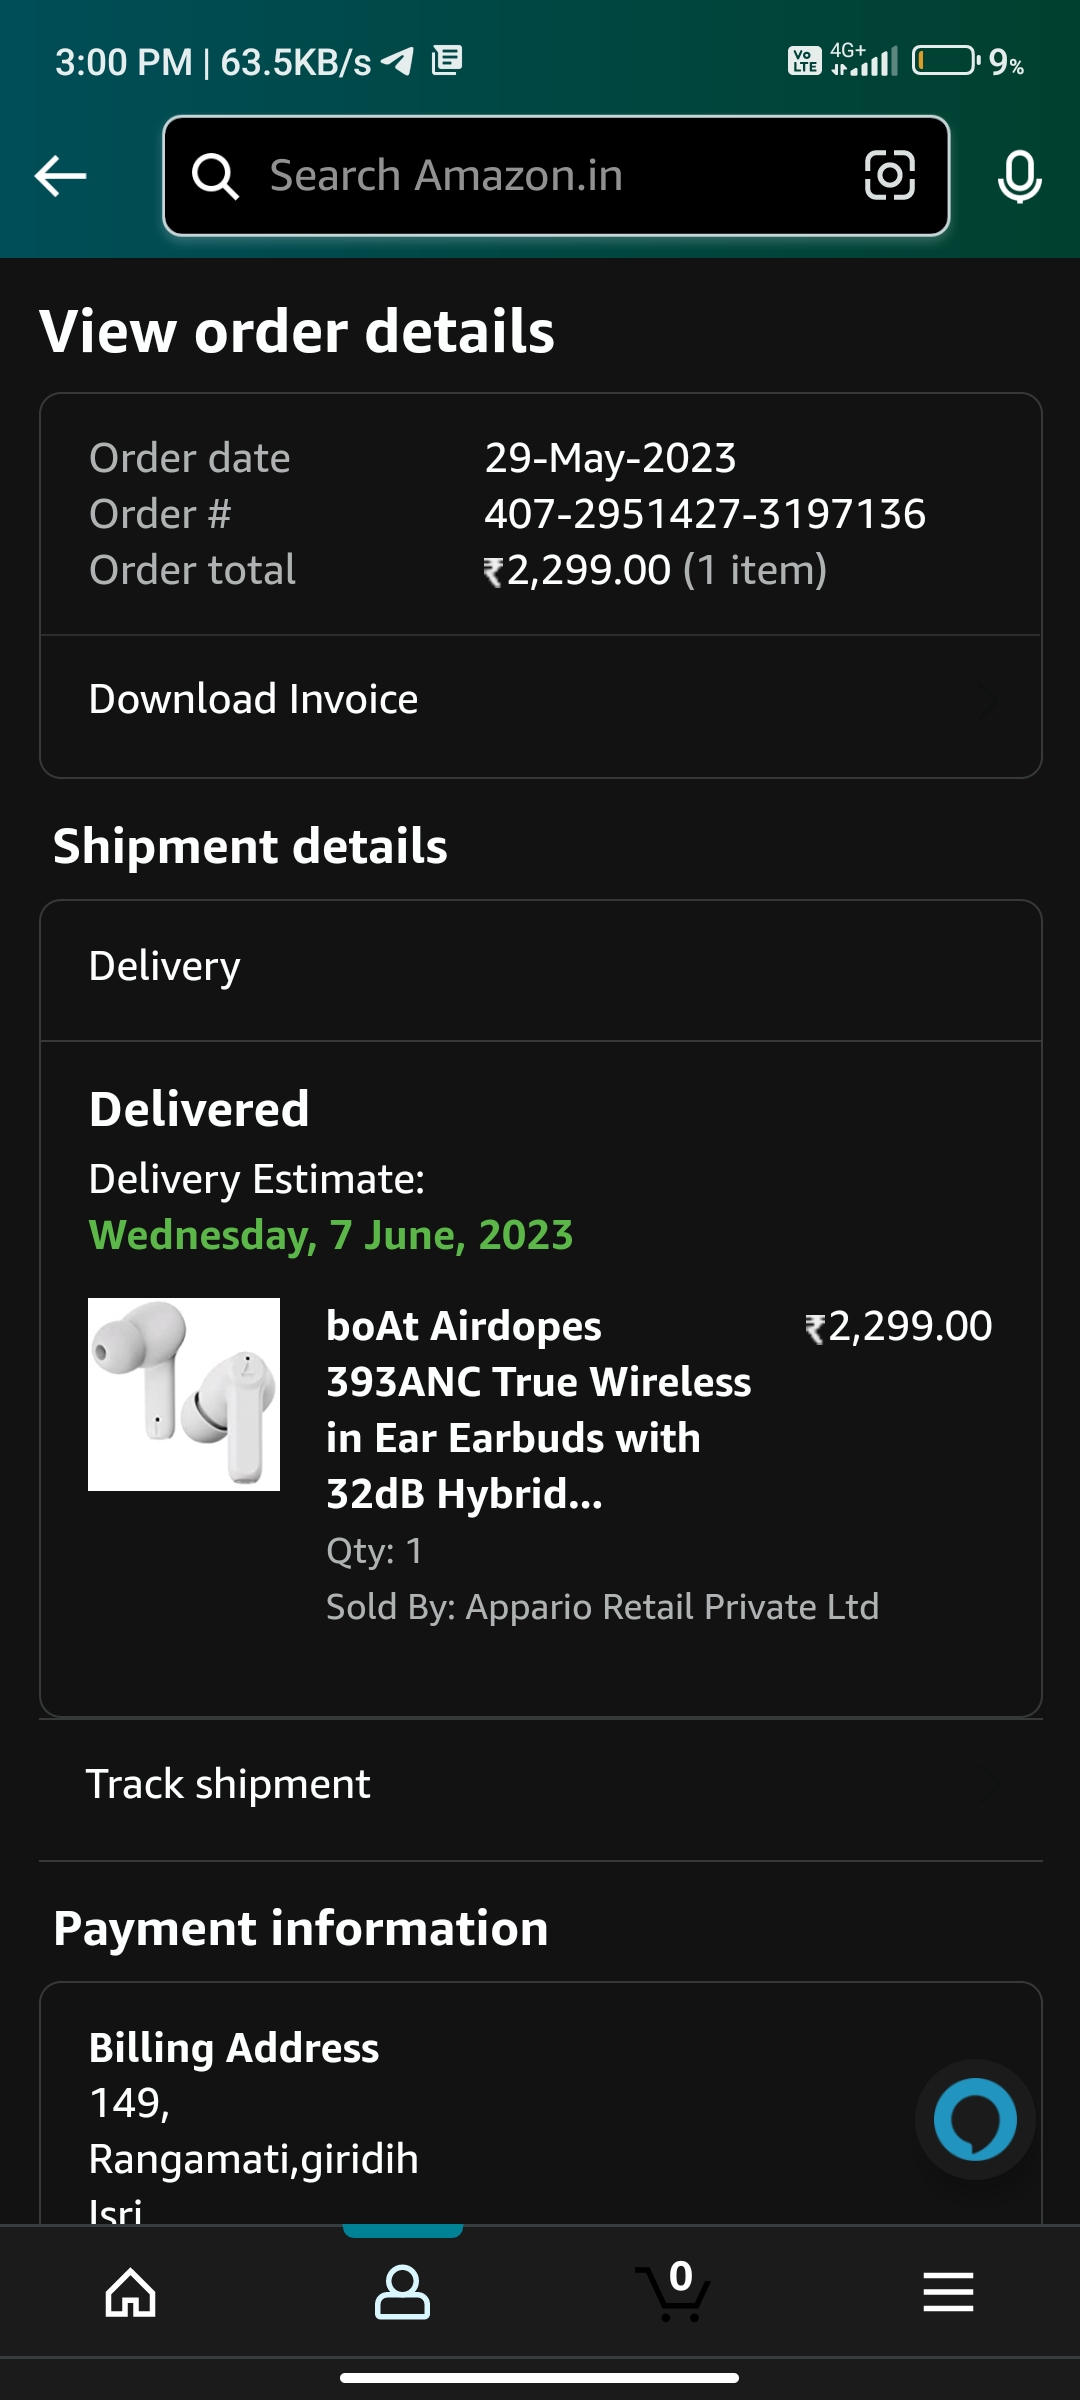 3:00 PM | 63.5KB/s
Vo LTE 4G+ 9%
Search Amazon.in
View order details
Order date 29-May-2023
Order # 407-2951427-3197136
Order total ₹2,299.00 (1 item)
Download Invoice
Shipment details
Delivery
Delivered
Delivery Estimate:
Wednesday, 7 June, 2023
boAt Airdopes ₹2,299.00
393ANC True Wireless
in Ear Earbuds with
32dB Hybrid...
Qty: 1
Sold By: Appario Retail Private Ltd
Track shipment
Payment information
Billing Address
149,
Rangamati,giridih
Isri
0